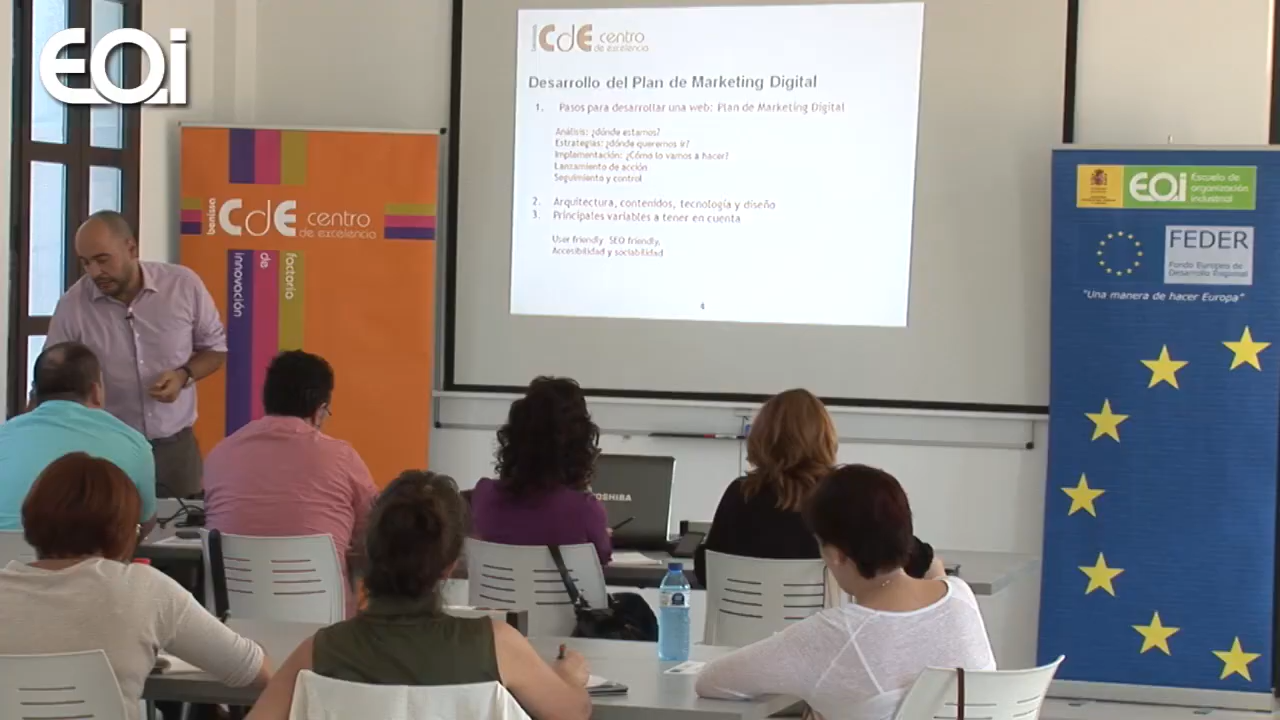 EOi
benissa CdE centro
de excelencia
Desarrollo del Plan de Marketing Digital
1. Pasos para desarrollar una web: Plan de Marketing Digital
Análisis: ¿dónde estamos?
Estrategias: ¿dónde queremos ir?
Implementación: ¿Cómo lo vamos a hacer?
Lanzamiento de acción
Seguimiento y control
2. Arquitectura, contenidos, tecnología y diseño
3. Principales variables a tener en cuenta
User friendly, SEO friendly,
Accesibilidad y sociabilidad
4
benissa CdE centro
de excelencia
factoría
de
innovación
EOi Escuela de
organización
industrial
FEDER
Fondo Europeo de
Desarrollo Regional
"Una manera de hacer Europa"
TOSHIBA